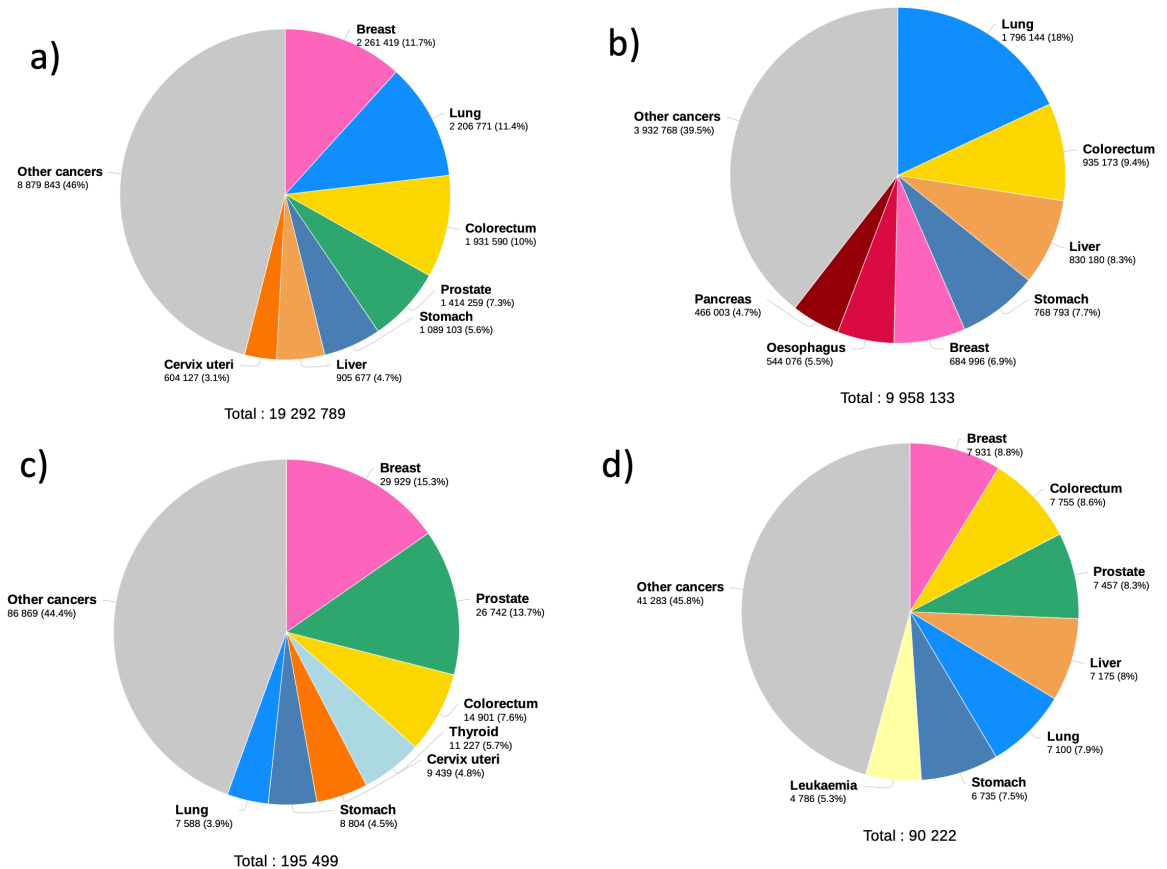 a)
Breast
2 261 419 (11.7%)
Lung
2 206 771 (11.4%)
Colorectum
1 931 590 (10%)
Prostate
1 414 259 (7.3%)
Stomach
1 089 103 (5.6%)
Liver
905 677 (4.7%)
Cervix uteri
604 127 (3.1%)
Other cancers
8 879 843 (46%)
Total : 19 292 789
b)
Lung
1 796 144 (18%)
Colorectum
935 173 (9.4%)
Liver
830 180 (8.3%)
Stomach
768 793 (7.7%)
Breast
684 996 (6.9%)
Oesophagus
544 076 (5.5%)
Pancreas
466 003 (4.7%)
Other cancers
3 932 768 (39.5%)
Total : 9 958 133
c)
Breast
29 929 (15.3%)
Prostate
26 742 (13.7%)
Colorectum
14 901 (7.6%)
Thyroid
11 227 (5.7%)
Cervix uteri
9 439 (4.8%)
Stomach
8 804 (4.5%)
Lung
7 588 (3.9%)
Other cancers
86 869 (44.4%)
Total : 195 499
d)
Breast
7 931 (8.8%)
Colorectum
7 755 (8.6%)
Prostate
7 457 (8.3%)
Liver
7 175 (8%)
Lung
7 100 (7.9%)
Stomach
6 735 (7.5%)
Leukaemia
4 786 (5.3%)
Other cancers
41 283 (45.8%)
Total : 90 222